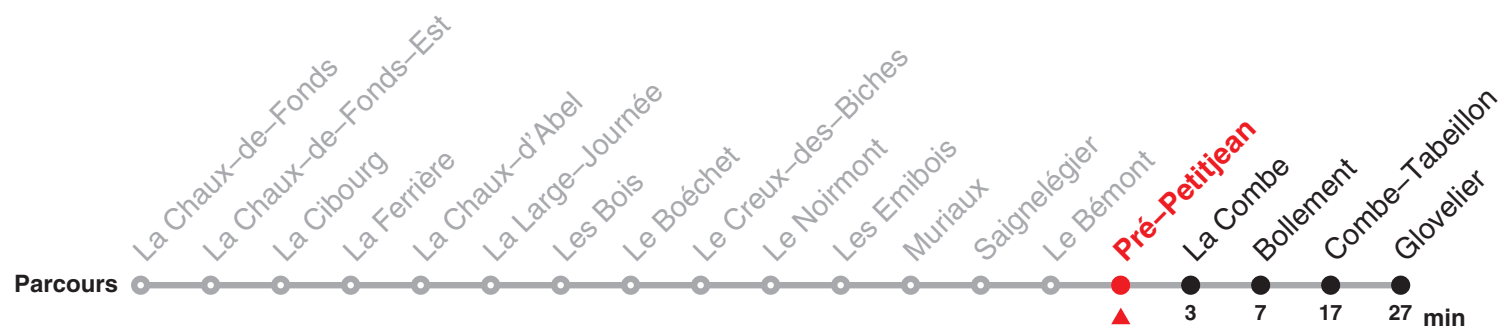 La Chaux–de–Fonds
La Chaux–de–Fonds–Est
La Cibourg
La Ferrière
La Chaux–d'Abel
La Large–Journée
Les Bois
Le Boéchet
Le Creux–des–Biches
Le Noirmont
Les Emibois
Muriaux
Saignelégier
Le Bémont
Pré–Petitjean
La Combe
Bollement
Combe–Tabeillon
Glovelier
Parcours
3 7 17 27 min